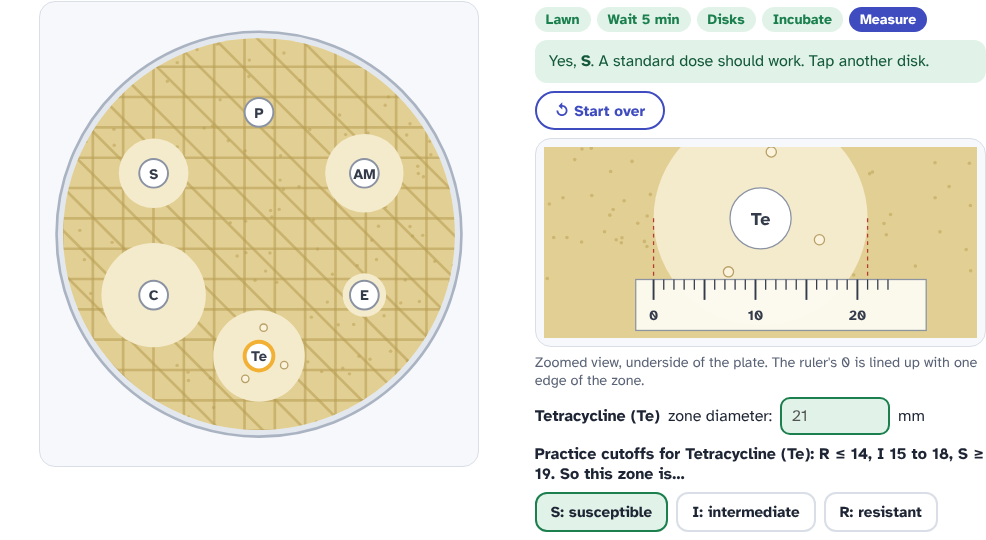 P
S
AM
C
E
Te
Lawn Wait 5 min Disks Incubate Measure
Yes, S. A standard dose should work. Tap another disk.
Start over
Te
0 10 20
Zoomed view, underside of the plate. The ruler's 0 is lined up with one
edge of the zone.
Tetracycline (Te) zone diameter: 21 mm
Practice cutoffs for Tetracycline (Te): R ≤ 14, I 15 to 18, S ≥
19. So this zone is...
S: susceptible I: intermediate R: resistant